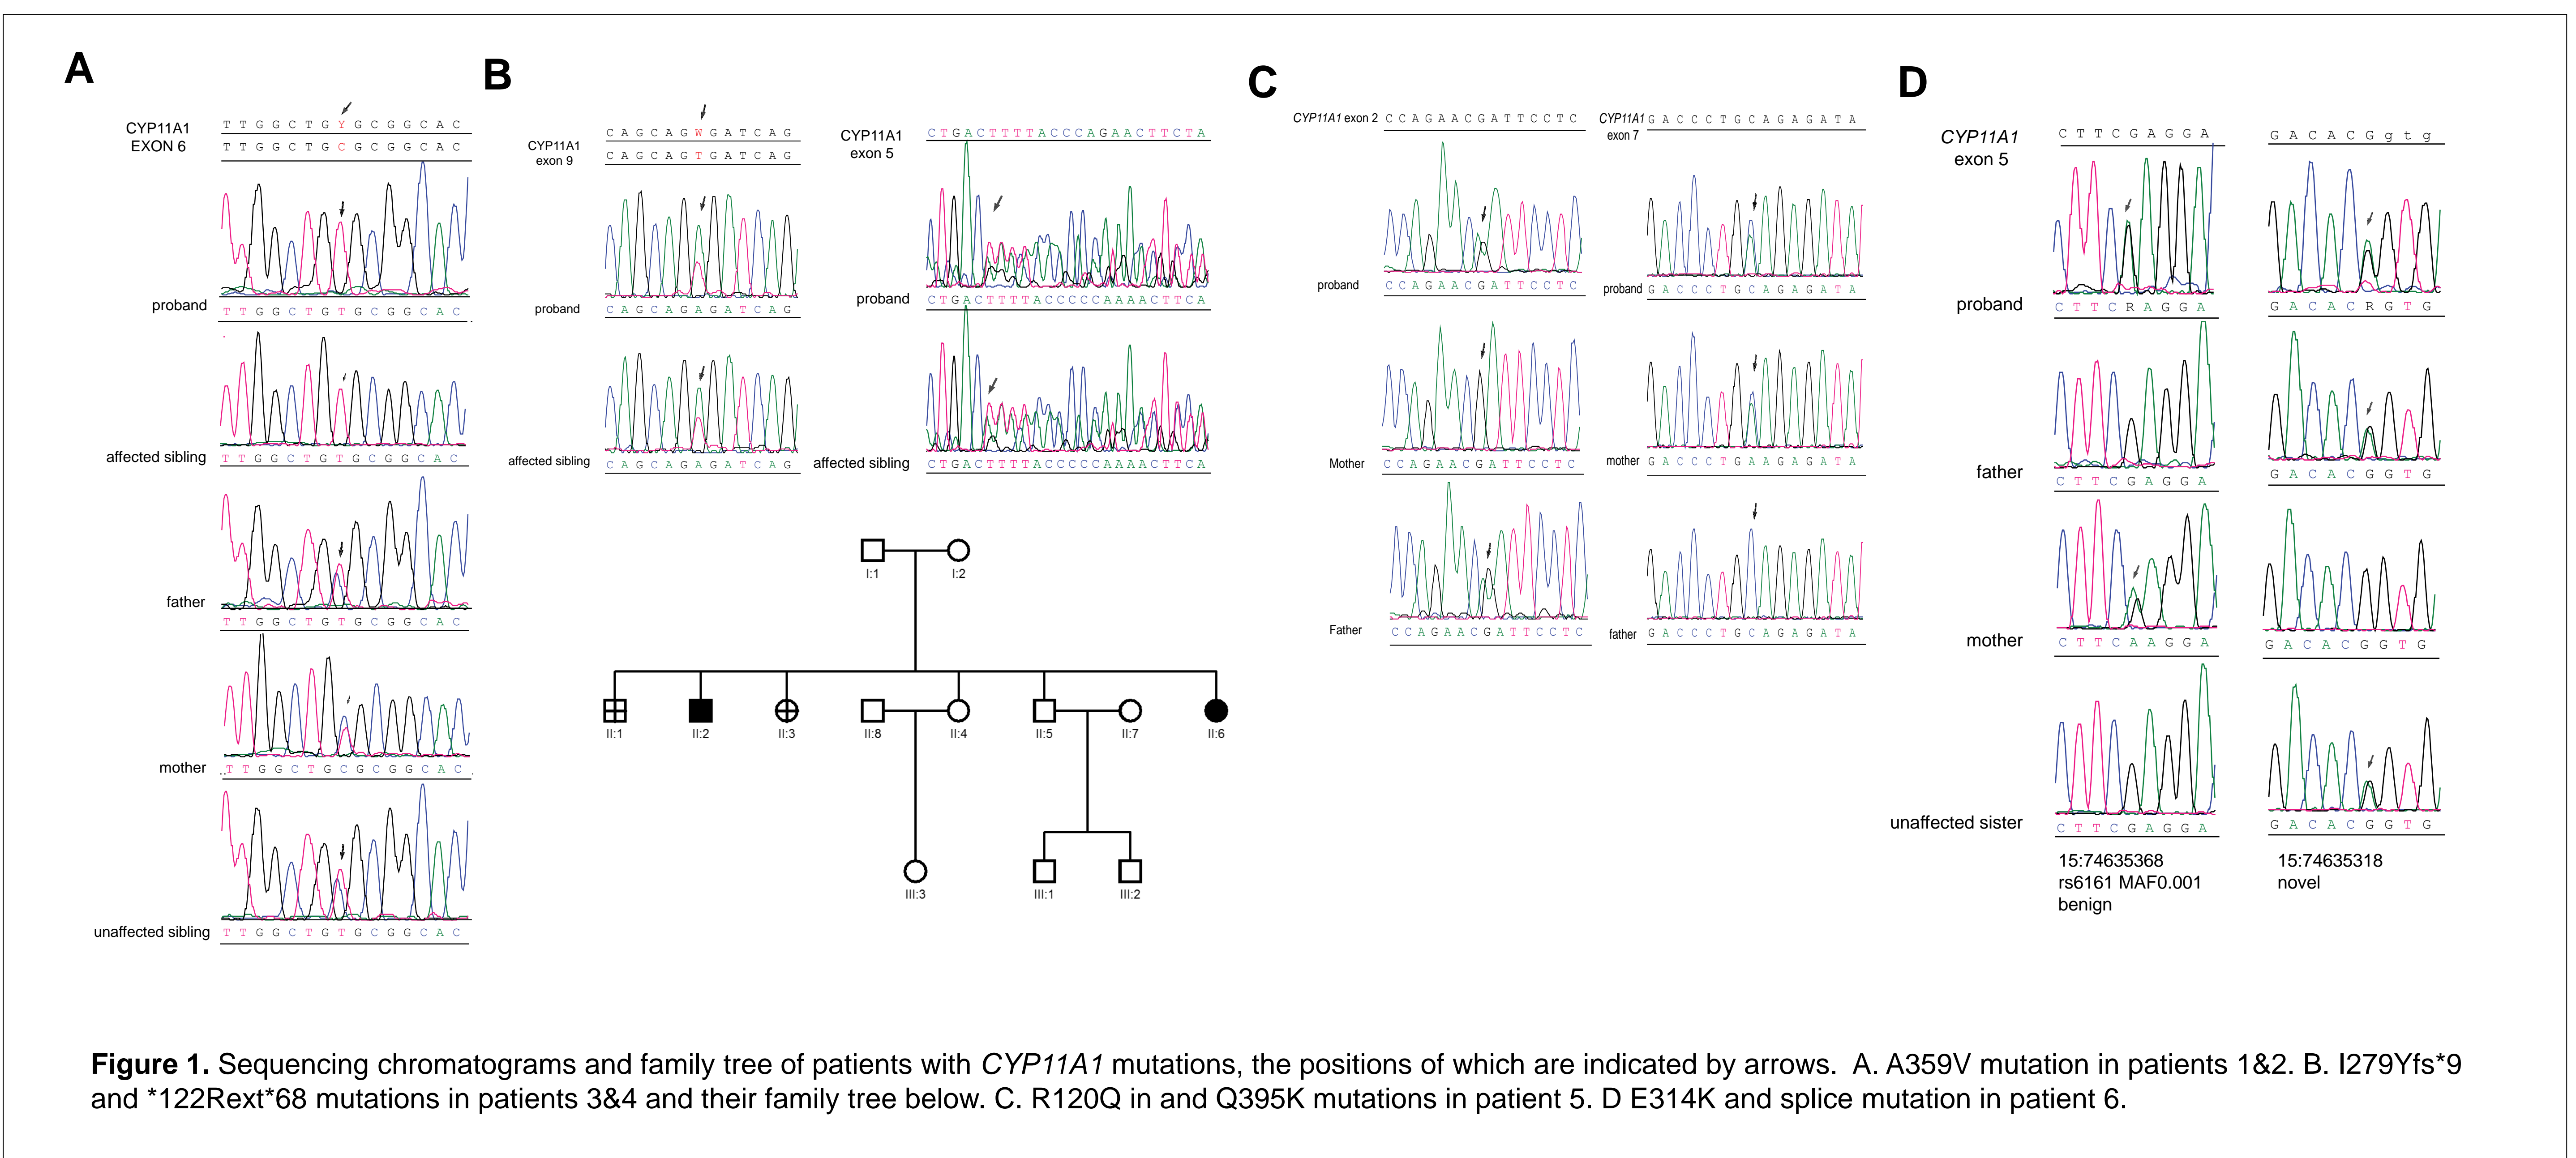 A
CYP11A1
EXON 6
T T G G C T G Y G C G G C A C
T T G G C T G C G C G G C A C
proband
T T G G C T G T G C G G C A C
affected sibling
T T G G C T G T G C G G C A C
father
T T G G C T G T G C G G C A C
mother
T T G G C T G C G C G G C A C
unaffected sibling
T T G G C T G T G C G G C A C
B
CYP11A1
exon 9
C A G C A G W G A T C A G
C A G C A G T G A T C A G
proband
C A G C A G A G A T C A G
affected sibling
C A G C A G A G A T C A G
CYP11A1
exon 5
C T G A C T T T T A C C C A G A A C T T C T A
proband
C T G A C T T T T A C C C C C A A A A C T T C A
affected sibling
C T G A C T T T T A C C C C C A A A A C T T C A
I:1
I:2
II:1
II:2
II:3
II:8
II:4
II:5
II:7
II:6
III:3
III:1
III:2
C
CYP11A1 exon 2
C C A G A A C G A T T C C T C
proband
C C A G A A C G A T T C C T C
Mother
C C A G A A C G A T T C C T C
Father
C C A G A A C G A T T C C T C
CYP11A1
exon 7
G A C C C T G C A G A G A T A
proband
G A C C C T G C A G A G A T A
mother
G A C C C T G A A G A G A T A
father
G A C C C T G C A G A G A T A
D
CYP11A1
exon 5
C T T C G A G G A
G A C A C G g t g
proband
C T T C R A G G A
G A C A C R G T G
father
C T T C G A G G A
G A C A C G G T G
mother
C T T C A A G G A
G A C A C G G T G
unaffected sister
C T T C G A G G A
G A C A C G G T G
15:74635368
rs6161 MAF0.001
benign
15:74635318
novel
Figure 1. Sequencing chromatograms and family tree of patients with CYP11A1 mutations, the positions of which are indicated by arrows. A. A359V mutation in patients 1&2. B. I279Yfs*9
and *122Rext*68 mutations in patients 3&4 and their family tree below. C. R120Q in and Q395K mutations in patient 5. D E314K and splice mutation in patient 6.